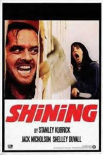 SHiNiNG
BY STANLEY KUBRICK
JACK NICHOLSON SHELLEY DUVALL